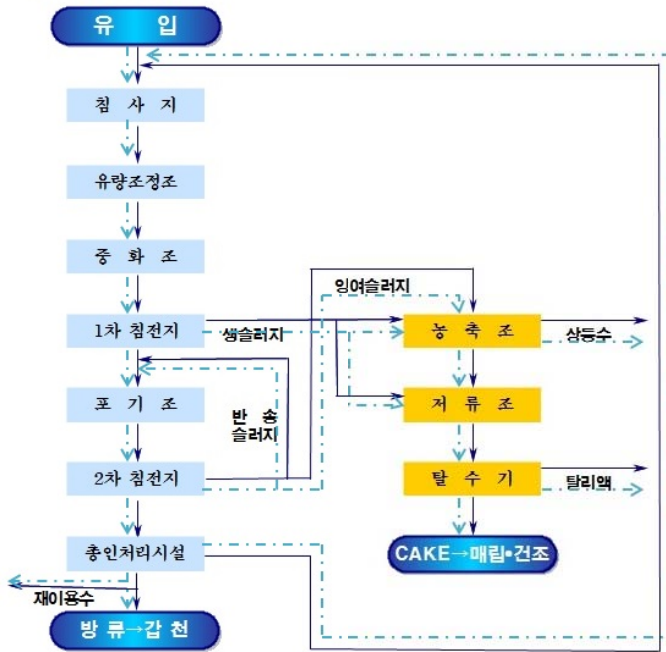 유 입
침 사 지
유량조정조
중 화 조
잉여슬러지
1차 침전지
생슬러지
농 축 조
상등수
포 기 조
반 송
슬러지
저 류 조
2차 침전지
탈 수 기
탈리액
총인처리시설
CAKE→매립•건조
재이용수
방 류→갑 천